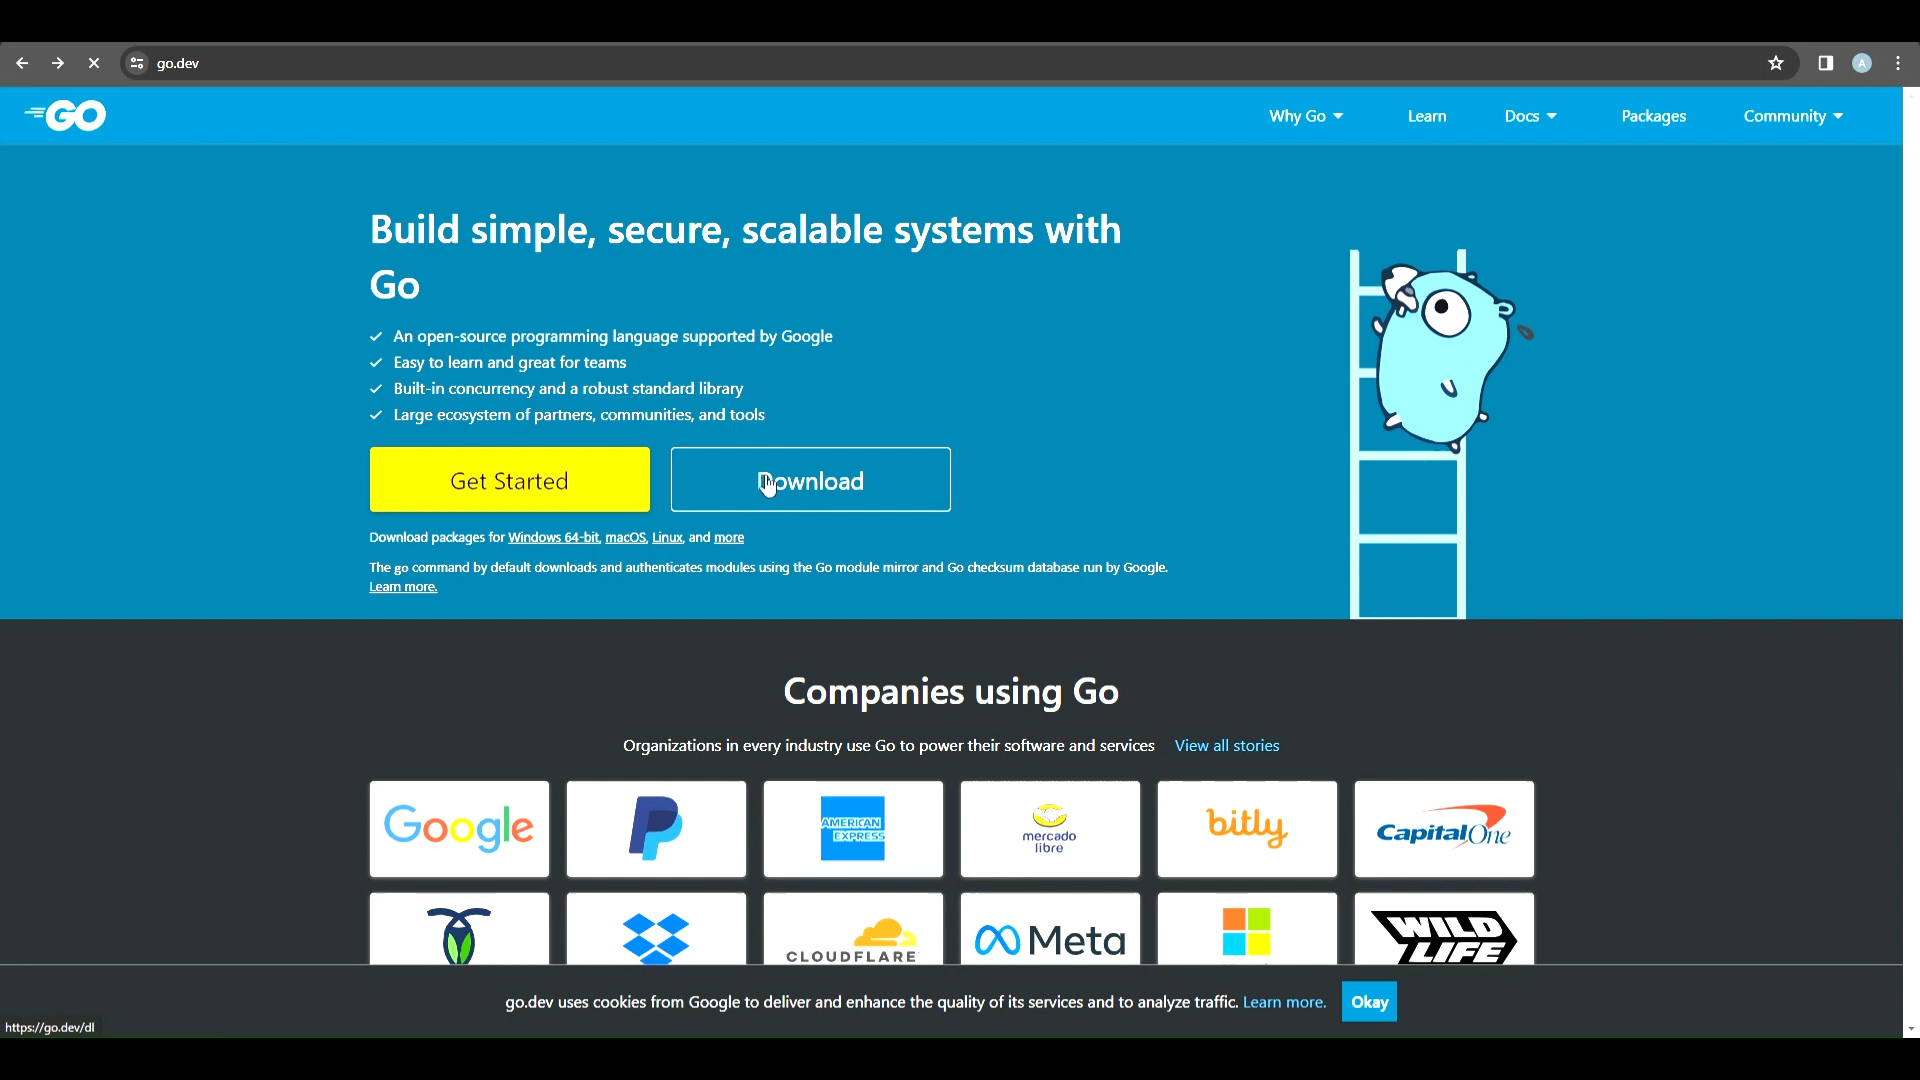 go.dev
GO
Why Go
Learn
Docs
Packages
Community
Build simple, secure, scalable systems with
Go
An open-source programming language supported by Google
Easy to learn and great for teams
Built-in concurrency and a robust standard library
Large ecosystem of partners, communities, and tools
Get Started
Download
Download packages for Windows 64-bit, macOS, Linux, and more
The go command by default downloads and authenticates modules using the Go module mirror and Go checksum database run by Google.
Learn more.
Companies using Go
Organizations in every industry use Go to power their software and services View all stories
Google
AMERICAN
EXPRESS
mercado
libre
bitly
Capital One
CLOUDFLARE
Meta
WILD
LIFE
go.dev uses cookies from Google to deliver and enhance the quality of its services and to analyze traffic. Learn more.
Okay
https://go.dev/dl
A